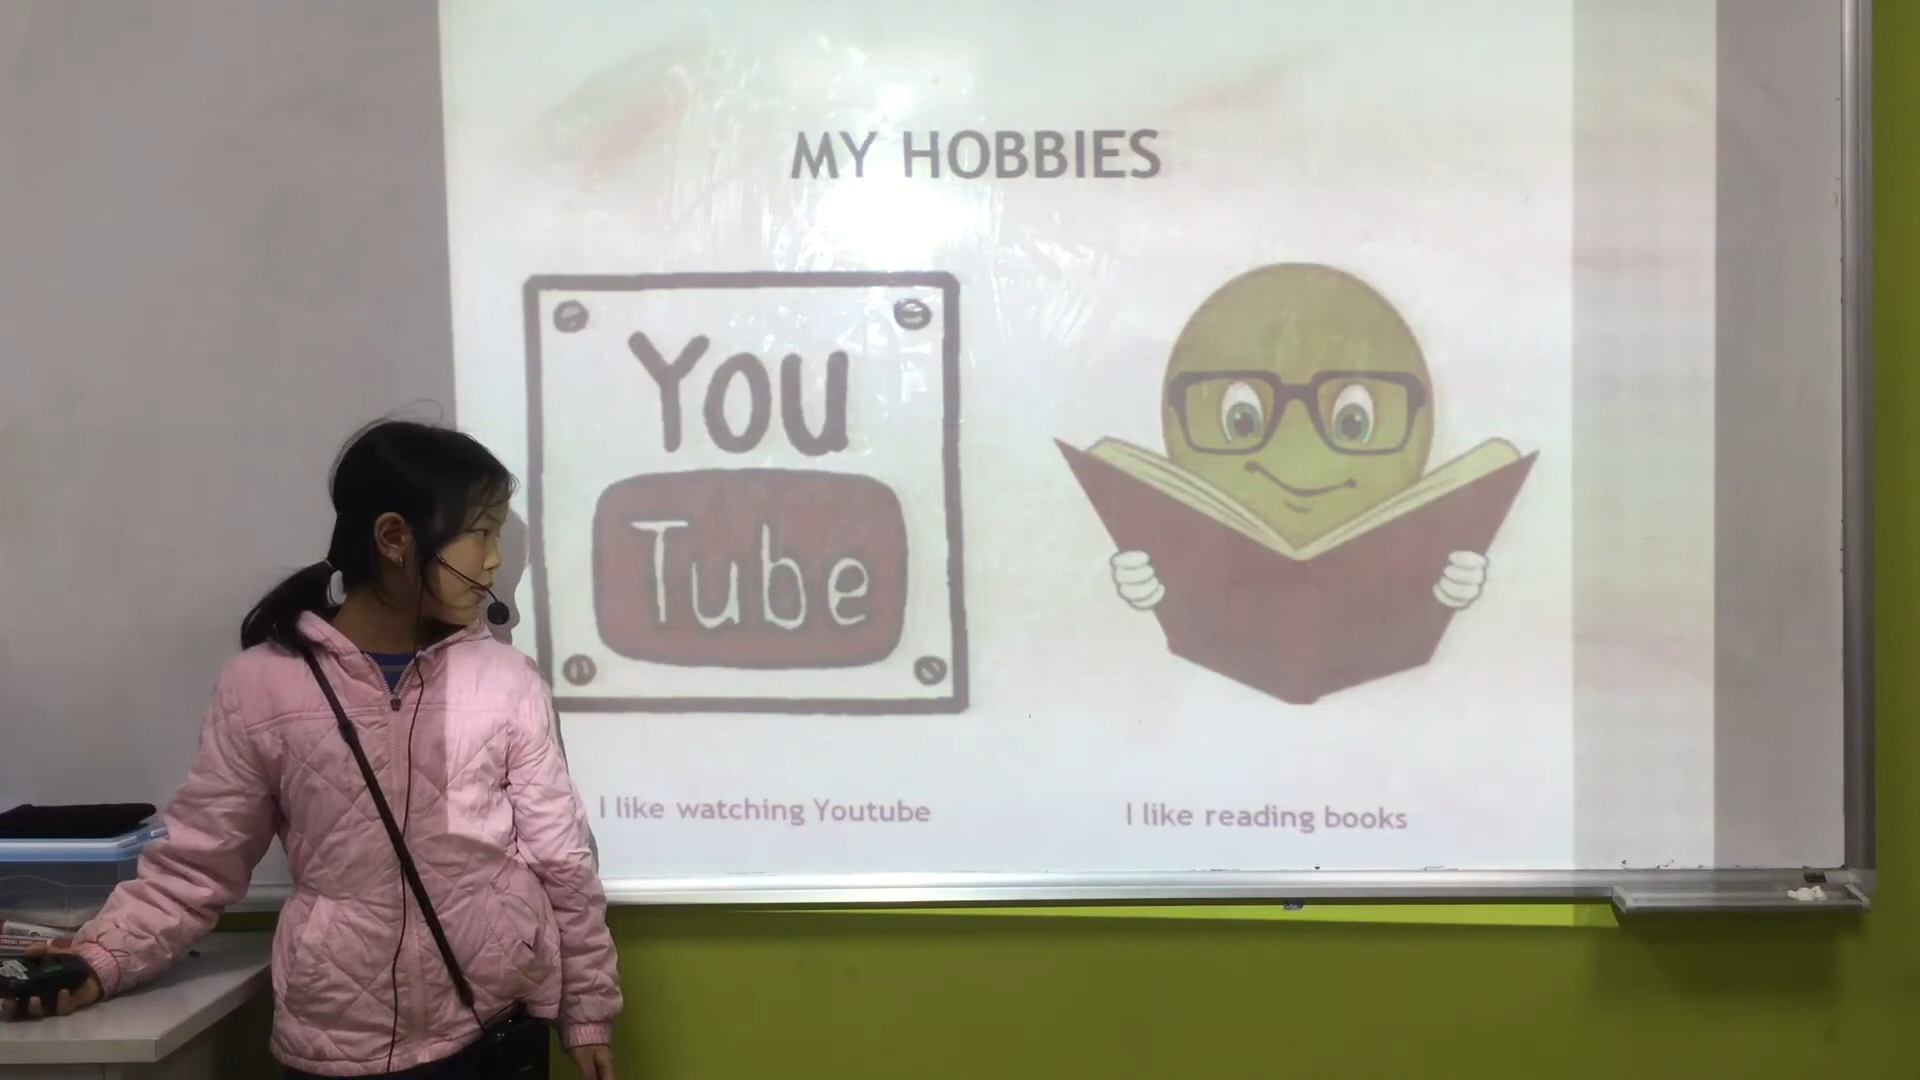 MY HOBBIES
You
Tube
I like watching Youtube
I like reading books